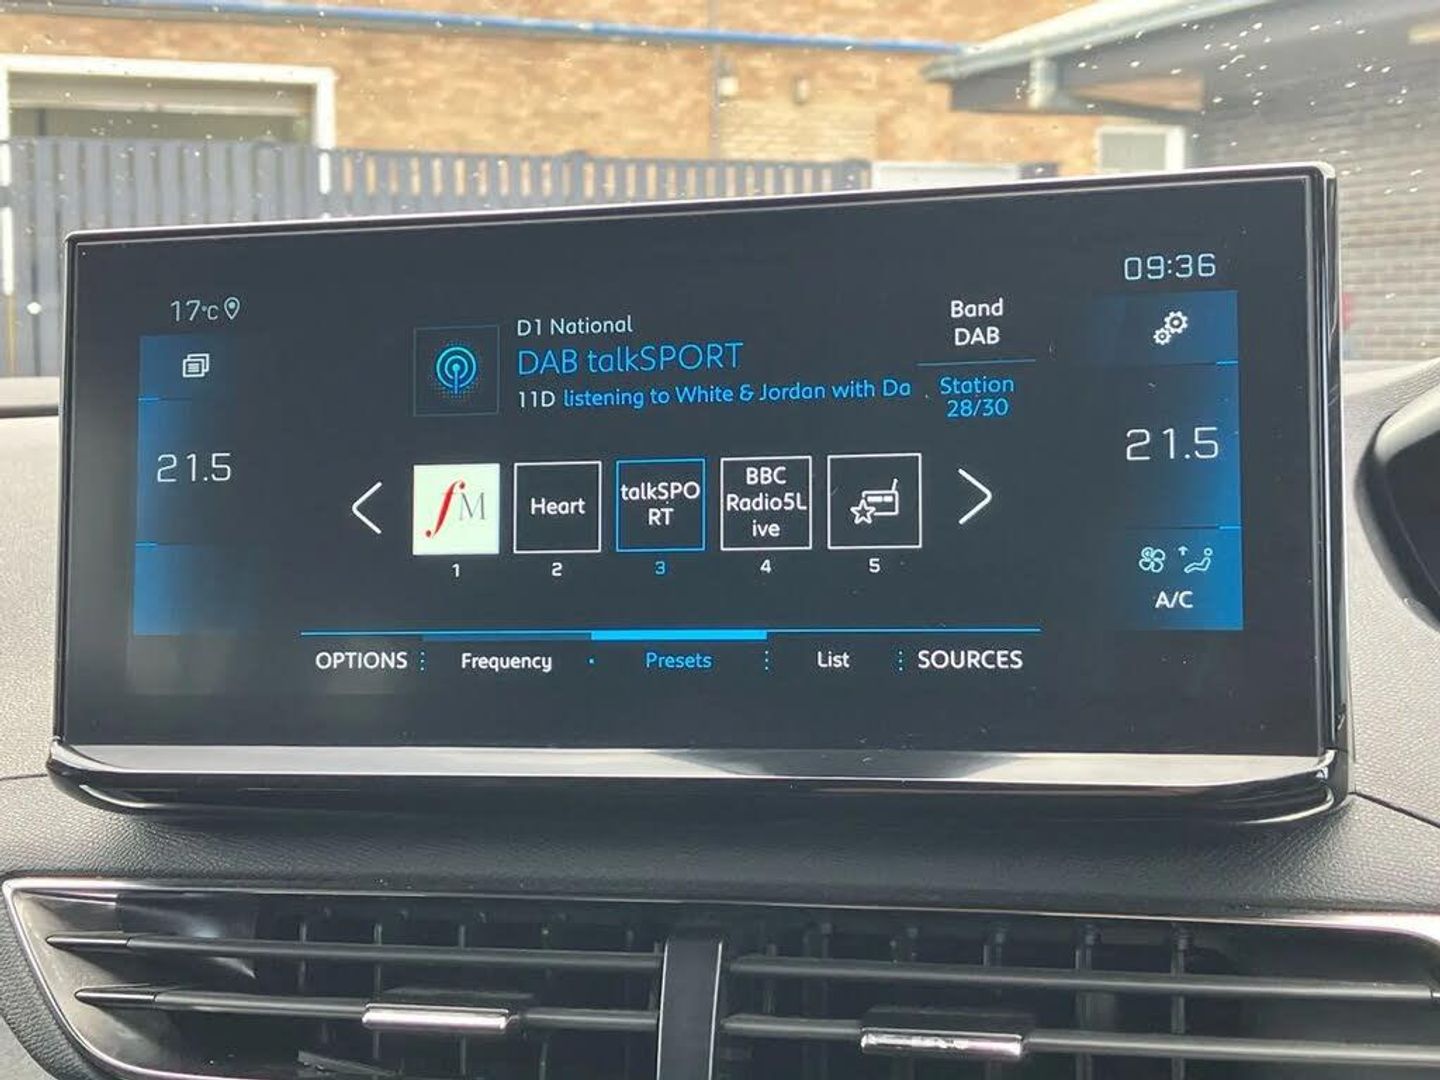 17°C
09:36
D1 National
DAB talkSPORT
11D listening to White & Jordan with Da
Band
DAB
Station
28/30
21.5
21.5
fM
Heart
talkSPO
RT
BBC
Radio5L
ive
1
2
3
4
5
A/C
OPTIONS
Frequency
Presets
List
SOURCES